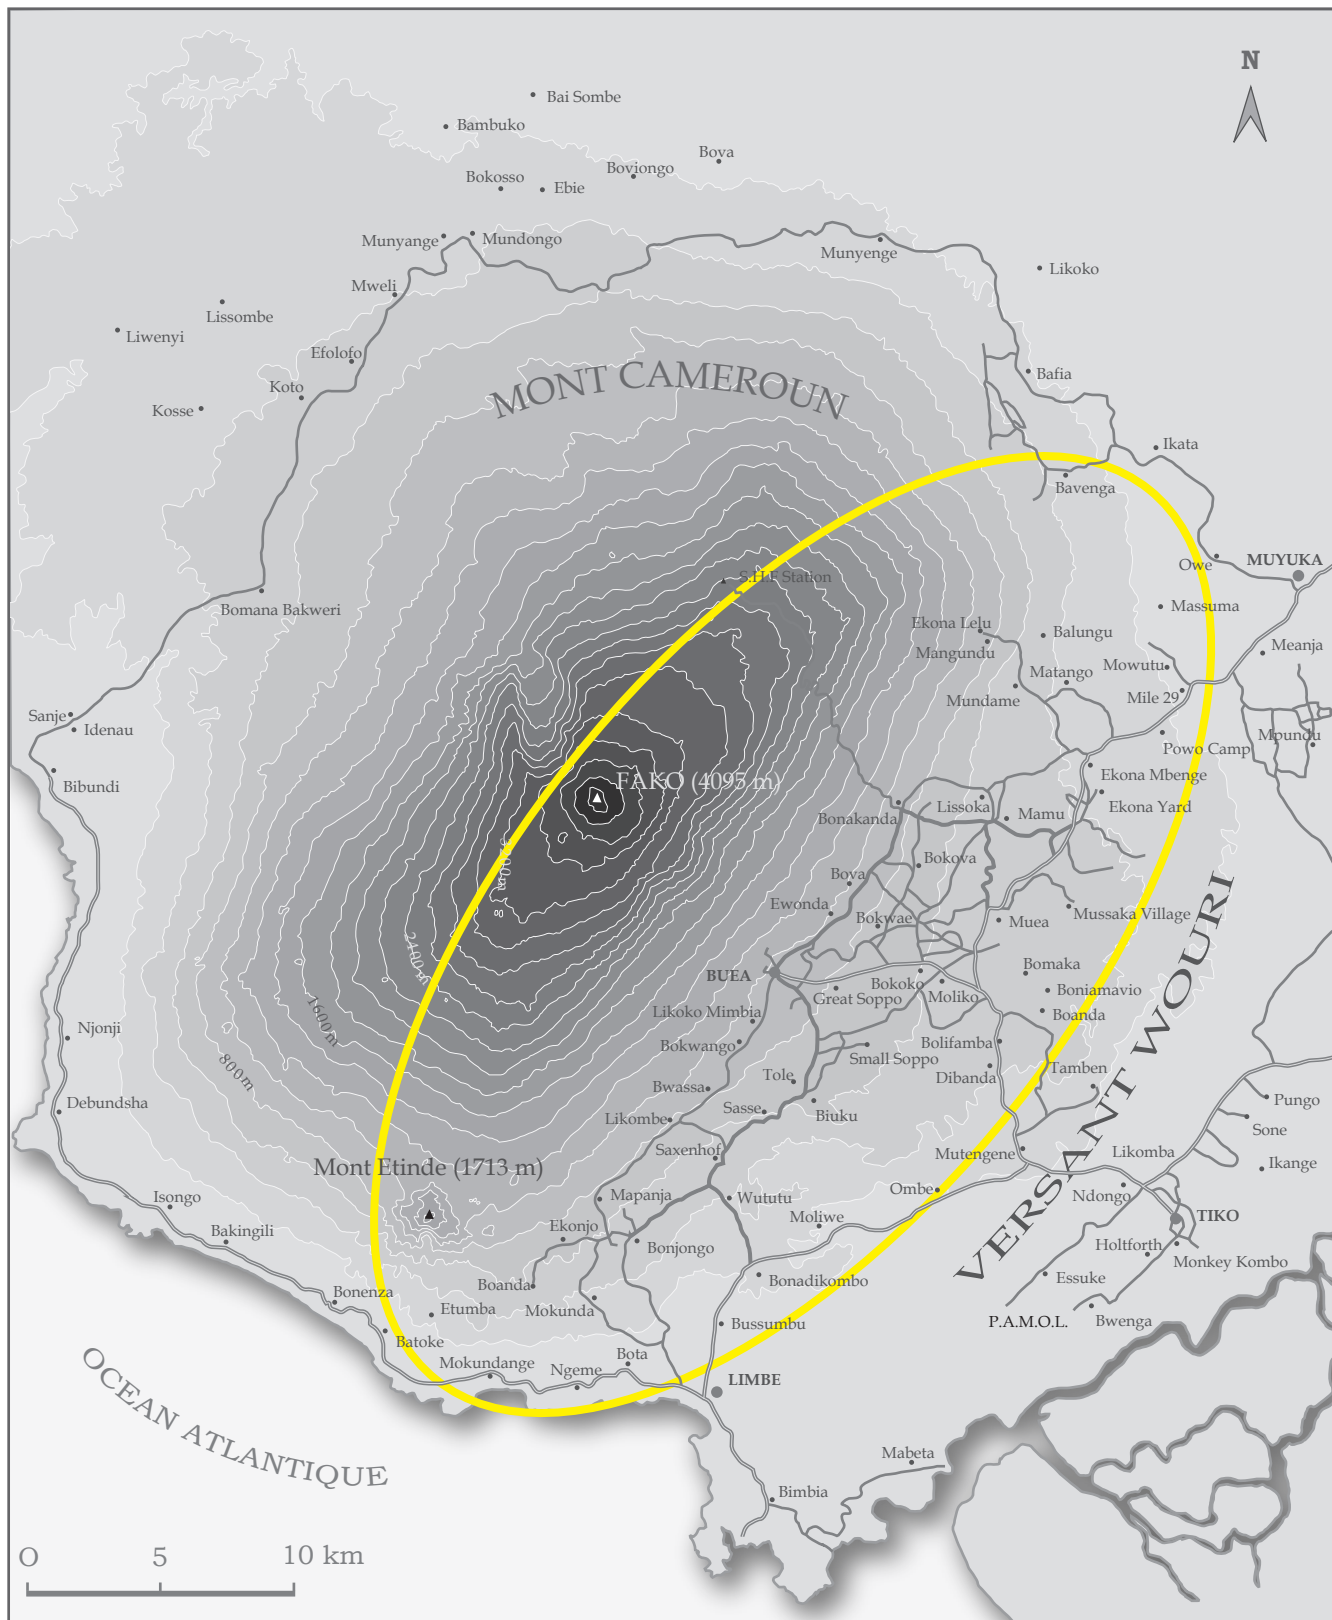 N
Bai Sombe
Bambuko
Bova
Boviongo
Bokosso
Ebie
Munyange
Mundongo
Munyenge
Likoko
Mweli
Lissombe
Liwenyi
Efolofo
MONT CAMEROUN
Bafia
Koto
Kosse
Ikata
Bavenga
MUYUKA
Owe
S.H.F Station
Bomana Bakweri
Massuma
Ekona Lelu
Balungu
Mangundu
Meanja
Matango
Mowutu
Mundame
Mile 29
Sanje
Idenau
Mpundu
Powo Camp
FAKO (4095 m)
Ekona Mbenge
Bibundi
Lissoka
Ekona Yard
Bonakanda
Mamu
3200 m
Bokova
Bova
Ewonda
Bokwae
Muea
Mussaka Village
2400 m
BUEA
Bomaka
Bokoko
Moliko
Great Soppo
Boniamavio
1600m
Likoko Mimbia
Boanda
Njonji
Bokwango
Bolifamba
Small Soppo
800m
Tole
Dibanda
Tamben
Bwassa
VERSANT WOURI
Debundsha
Sasse
Biuku
Pungo
Likombe
Sone
Saxenhof
Mutengene
Likomba
Ikange
Mont Etinde (1713 m)
Isongo
Mapanja
Wututu
Ombe
Ndongo
TIKO
Moliwe
Bakingili
Ekonjo
Bonjongo
Holtforth
Monkey Kombo
Bonenza
Boanda
Bonadikombo
Essuke
Etumba
Mokunda
Bussumbu
P.A.M.O.L.
Bwenga
Batoke
Mokundange
Bota
Ngeme
LIMBE
OCEAN ATLANTIQUE
Mabeta
Bimbia
O 5 10 km